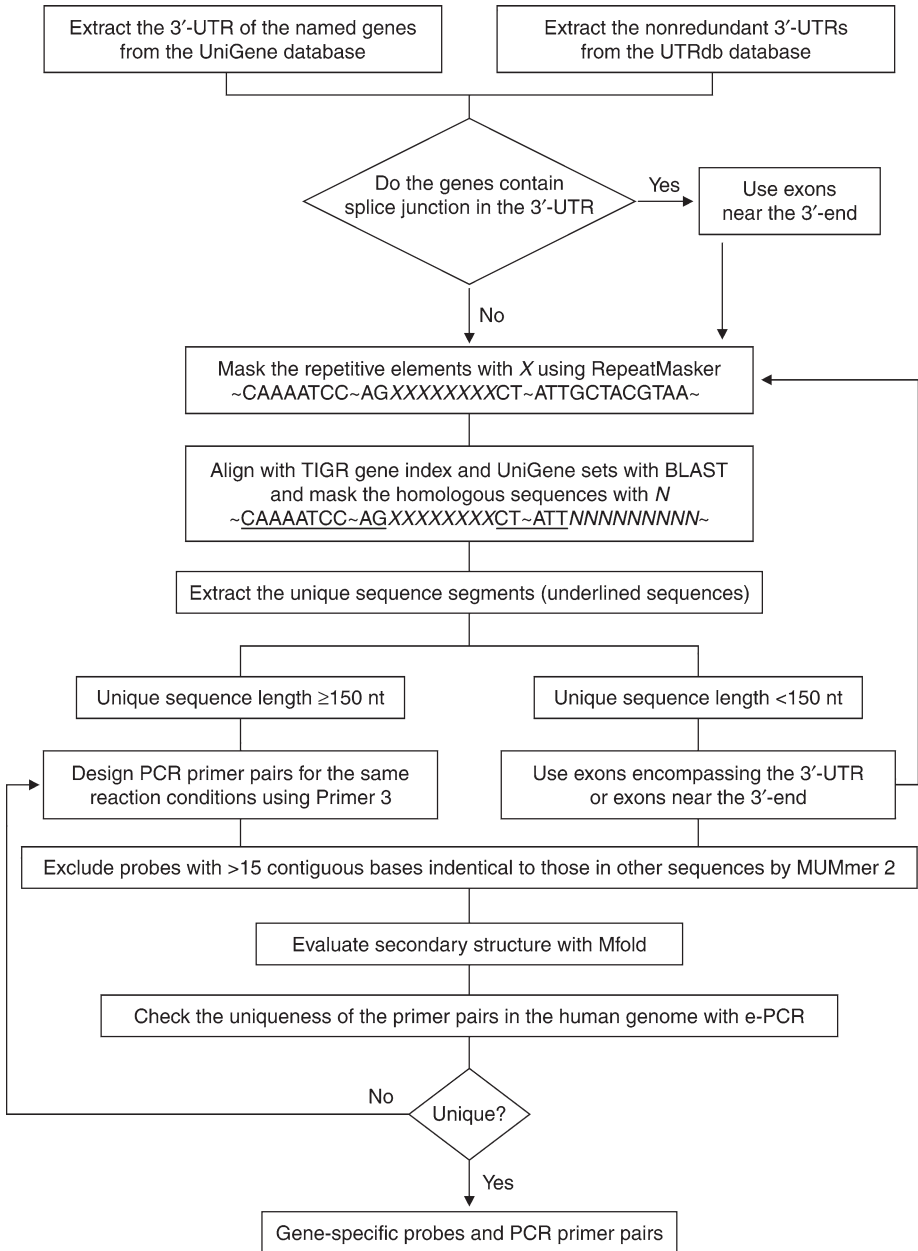 Extract the 3′-UTR of the named genes
from the UniGene database
Extract the nonredundant 3′-UTRs
from the UTRdb database
Do the genes contain
splice junction in the 3′-UTR
Yes
Use exons
near the 3′-end
No
Mask the repetitive elements with X using RepeatMasker
~CAAAATCC~AGXXXXXXXXCT~ATTGCTACGTAA~
Align with TIGR gene index and UniGene sets with BLAST
and mask the homologous sequences with N
~CAAAATCC~AGXXXXXXXXCT~ATTNNNNNNNNN~
Extract the unique sequence segments (underlined sequences)
Unique sequence length ≥150 nt
Unique sequence length <150 nt
Design PCR primer pairs for the same
reaction conditions using Primer 3
Use exons encompassing the 3′-UTR
or exons near the 3′-end
Exclude probes with >15 contiguous bases indentical to those in other sequences by MUMmer 2
Evaluate secondary structure with Mfold
Check the uniqueness of the primer pairs in the human genome with e-PCR
No
Unique?
Yes
Gene-specific probes and PCR primer pairs